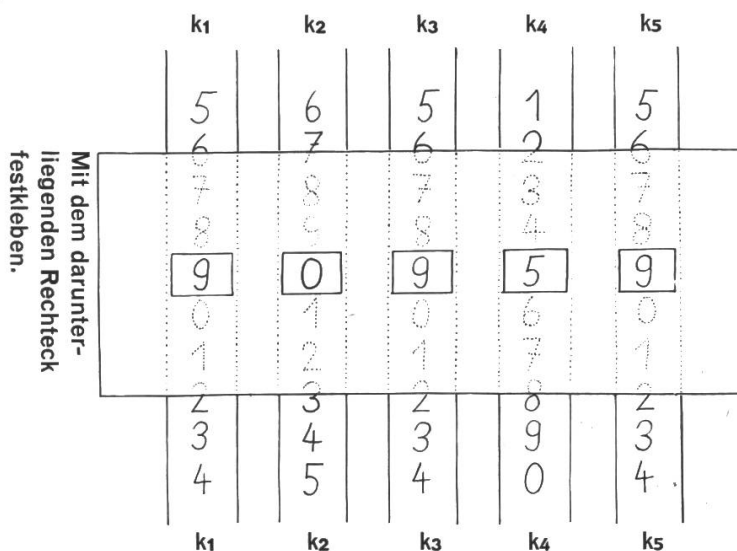 k1 k2 k3 k4 k5
5 6 5 1 5
6 7 6 2 6
7 8 7 3 7
8 9 8 4 8
9 0 9 5 9
0 1 0 6 0
1 2 1 7 1
2 3 2 8 2
3 4 3 9 3
4 5 4 0 4
k1 k2 k3 k4 k5
Mit dem darunter-
liegenden Rechteck
festkleben.